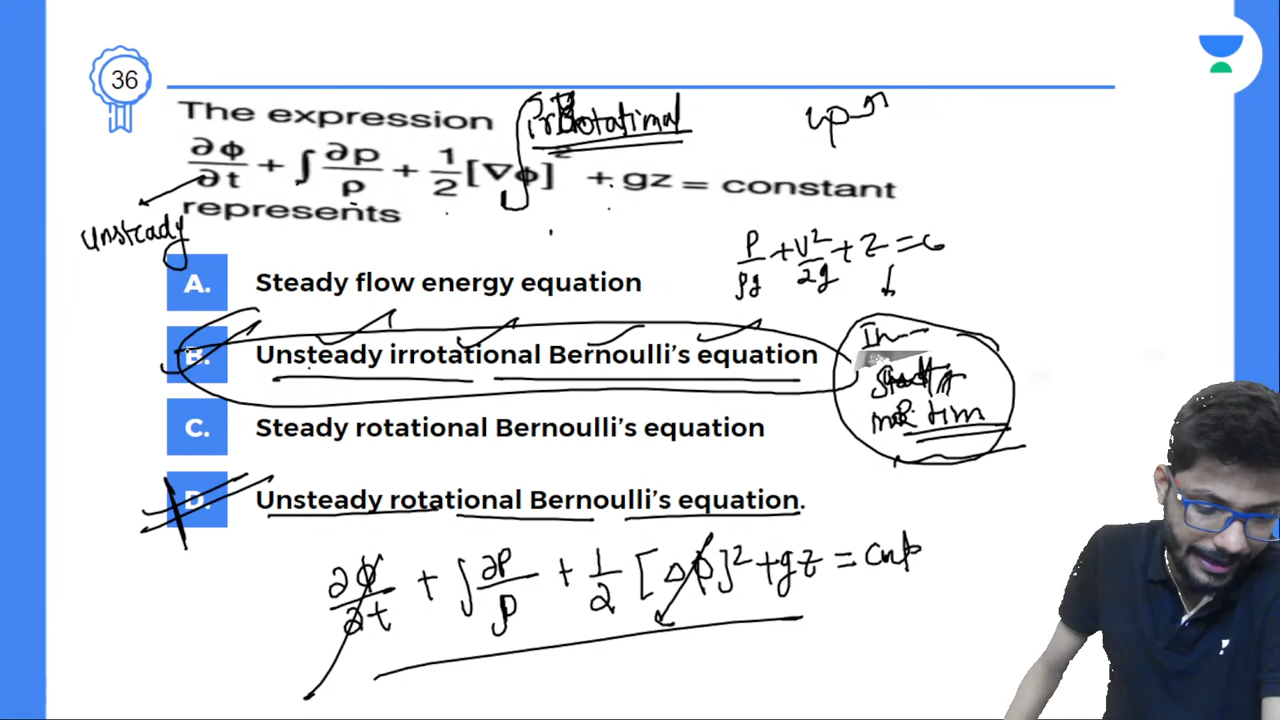 36
The expression irrotational
∂ϕ/∂t + ∫ ∂p/ρ + 1/2 [∇ϕ]² + gz = constant
represents
Unsteady
P/ρg + V²/2g + Z = C
A. Steady flow energy equation
B. Unsteady irrotational Bernoulli's equation
C. Steady rotational Bernoulli's equation
D. Unsteady rotational Bernoulli's equation.
∂ϕ/∂t + ∫ ∂P/ρ + 1/2 [∇ϕ]² + gz =